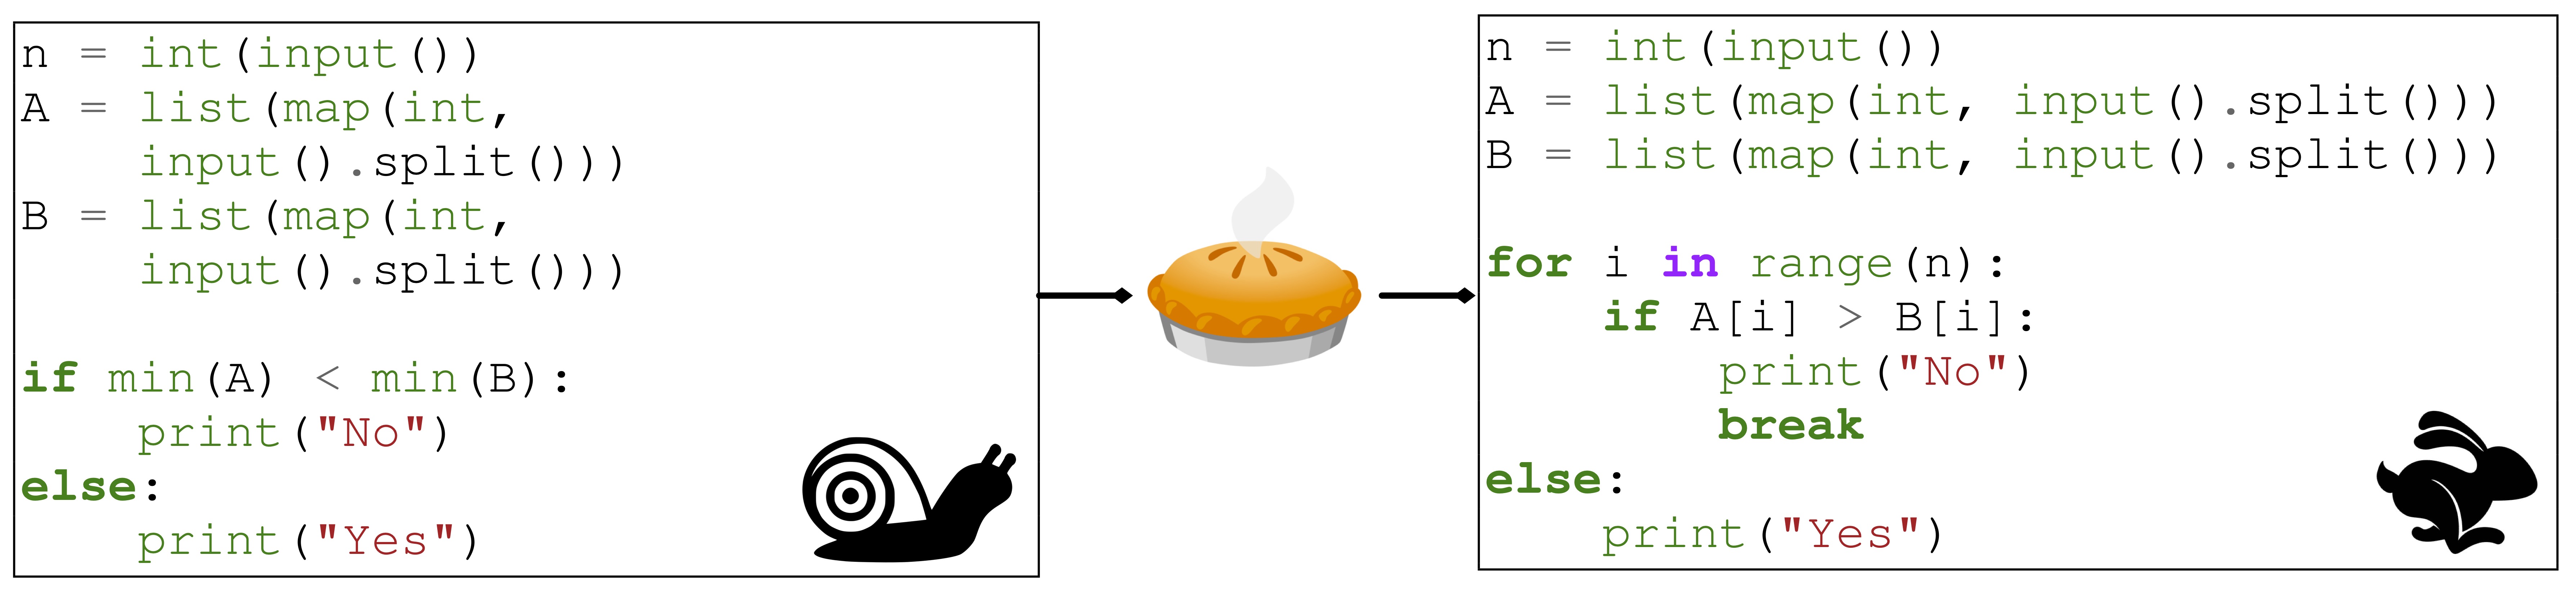 n = int(input())
A = list(map(int,
    input().split()))
B = list(map(int,
    input().split()))

if min(A) < min(B):
    print("No")
else:
    print("Yes")

n = int(input())
A = list(map(int, input().split()))
B = list(map(int, input().split()))

for i in range(n):
    if A[i] > B[i]:
        print("No")
        break
else:
    print("Yes")